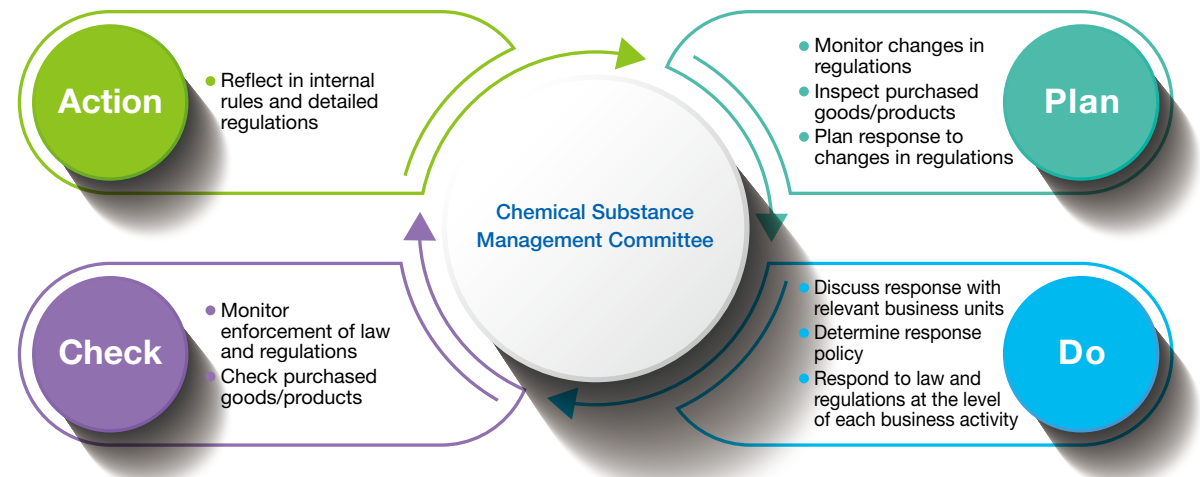 Action
● Reflect in internal
rules and detailed
regulations
● Monitor changes in
regulations
● Inspect purchased
goods/products
● Plan response to
changes in regulations
Plan
Chemical Substance
Management Committee
Check
● Monitor
enforcement of law
and regulations
● Check purchased
goods/products
● Discuss response with
relevant business units
● Determine response
policy
● Respond to law and
regulations at the level
of each business activity
Do